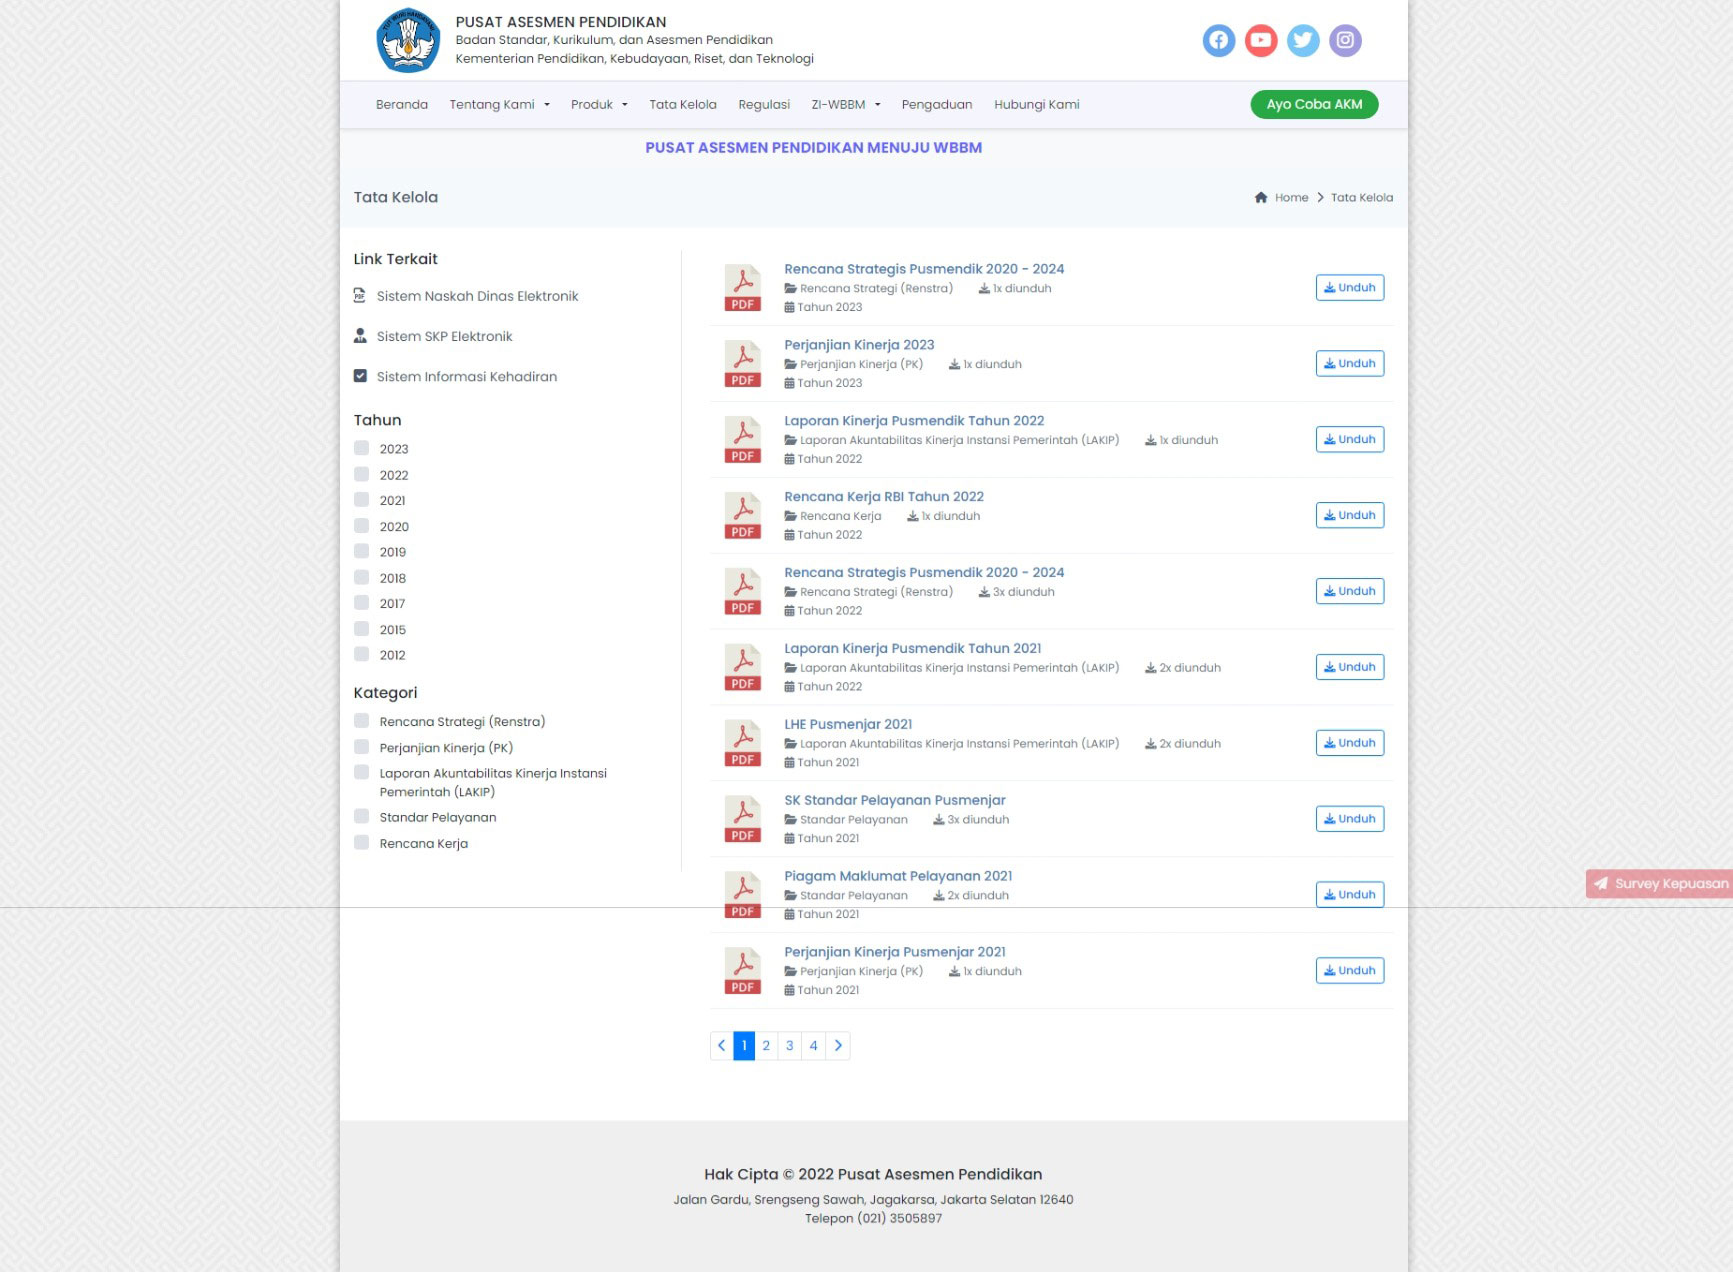 PUSAT ASESMEN PENDIDIKAN
Badan Standar, Kurikulum, dan Asesmen Pendidikan
Kementerian Pendidikan, Kebudayaan, Riset, dan Teknologi
Beranda Tentang Kami Produk Tata Kelola Regulasi ZI-WBBM Pengaduan Hubungi Kami Ayo Coba AKM
PUSAT ASESMEN PENDIDIKAN MENUJU WBBM
Tata Kelola
Home Tata Kelola
Link Terkait
Sistem Naskah Dinas Elektronik
Sistem SKP Elektronik
Sistem Informasi Kehadiran
Tahun
2023
2022
2021
2020
2019
2018
2017
2015
2012
Kategori
Rencana Strategi (Renstra)
Perjanjian Kinerja (PK)
Laporan Akuntabilitas Kinerja Instansi
Pemerintah (LAKIP)
Standar Pelayanan
Rencana Kerja
Rencana Strategis Pusmendik 2020 - 2024
Rencana Strategi (Renstra) 1x diunduh
Tahun 2023
PDF
Unduh
Perjanjian Kinerja 2023
Perjanjian Kinerja (PK) 1x diunduh
Tahun 2023
PDF
Unduh
Laporan Kinerja Pusmendik Tahun 2022
Laporan Akuntabilitas Kinerja Instansi Pemerintah (LAKIP) 1x diunduh
Tahun 2022
PDF
Unduh
Rencana Kerja RBI Tahun 2022
Rencana Kerja 1x diunduh
Tahun 2022
PDF
Unduh
Rencana Strategis Pusmendik 2020 - 2024
Rencana Strategi (Renstra) 3x diunduh
Tahun 2022
PDF
Unduh
Laporan Kinerja Pusmendik Tahun 2021
Laporan Akuntabilitas Kinerja Instansi Pemerintah (LAKIP) 2x diunduh
Tahun 2022
PDF
Unduh
LHE Pusmenjar 2021
Laporan Akuntabilitas Kinerja Instansi Pemerintah (LAKIP) 2x diunduh
Tahun 2021
PDF
Unduh
SK Standar Pelayanan Pusmenjar
Standar Pelayanan 3x diunduh
Tahun 2021
PDF
Unduh
Piagam Maklumat Pelayanan 2021
Standar Pelayanan 2x diunduh
Tahun 2021
PDF
Unduh
Perjanjian Kinerja Pusmenjar 2021
Perjanjian Kinerja (PK) 1x diunduh
Tahun 2021
PDF
Unduh
Survey Kepuasan
1 2 3 4
Hak Cipta © 2022 Pusat Asesmen Pendidikan
Jalan Gardu, Srengseng Sawah, Jagakarsa, Jakarta Selatan 12640
Telepon (021) 3505897